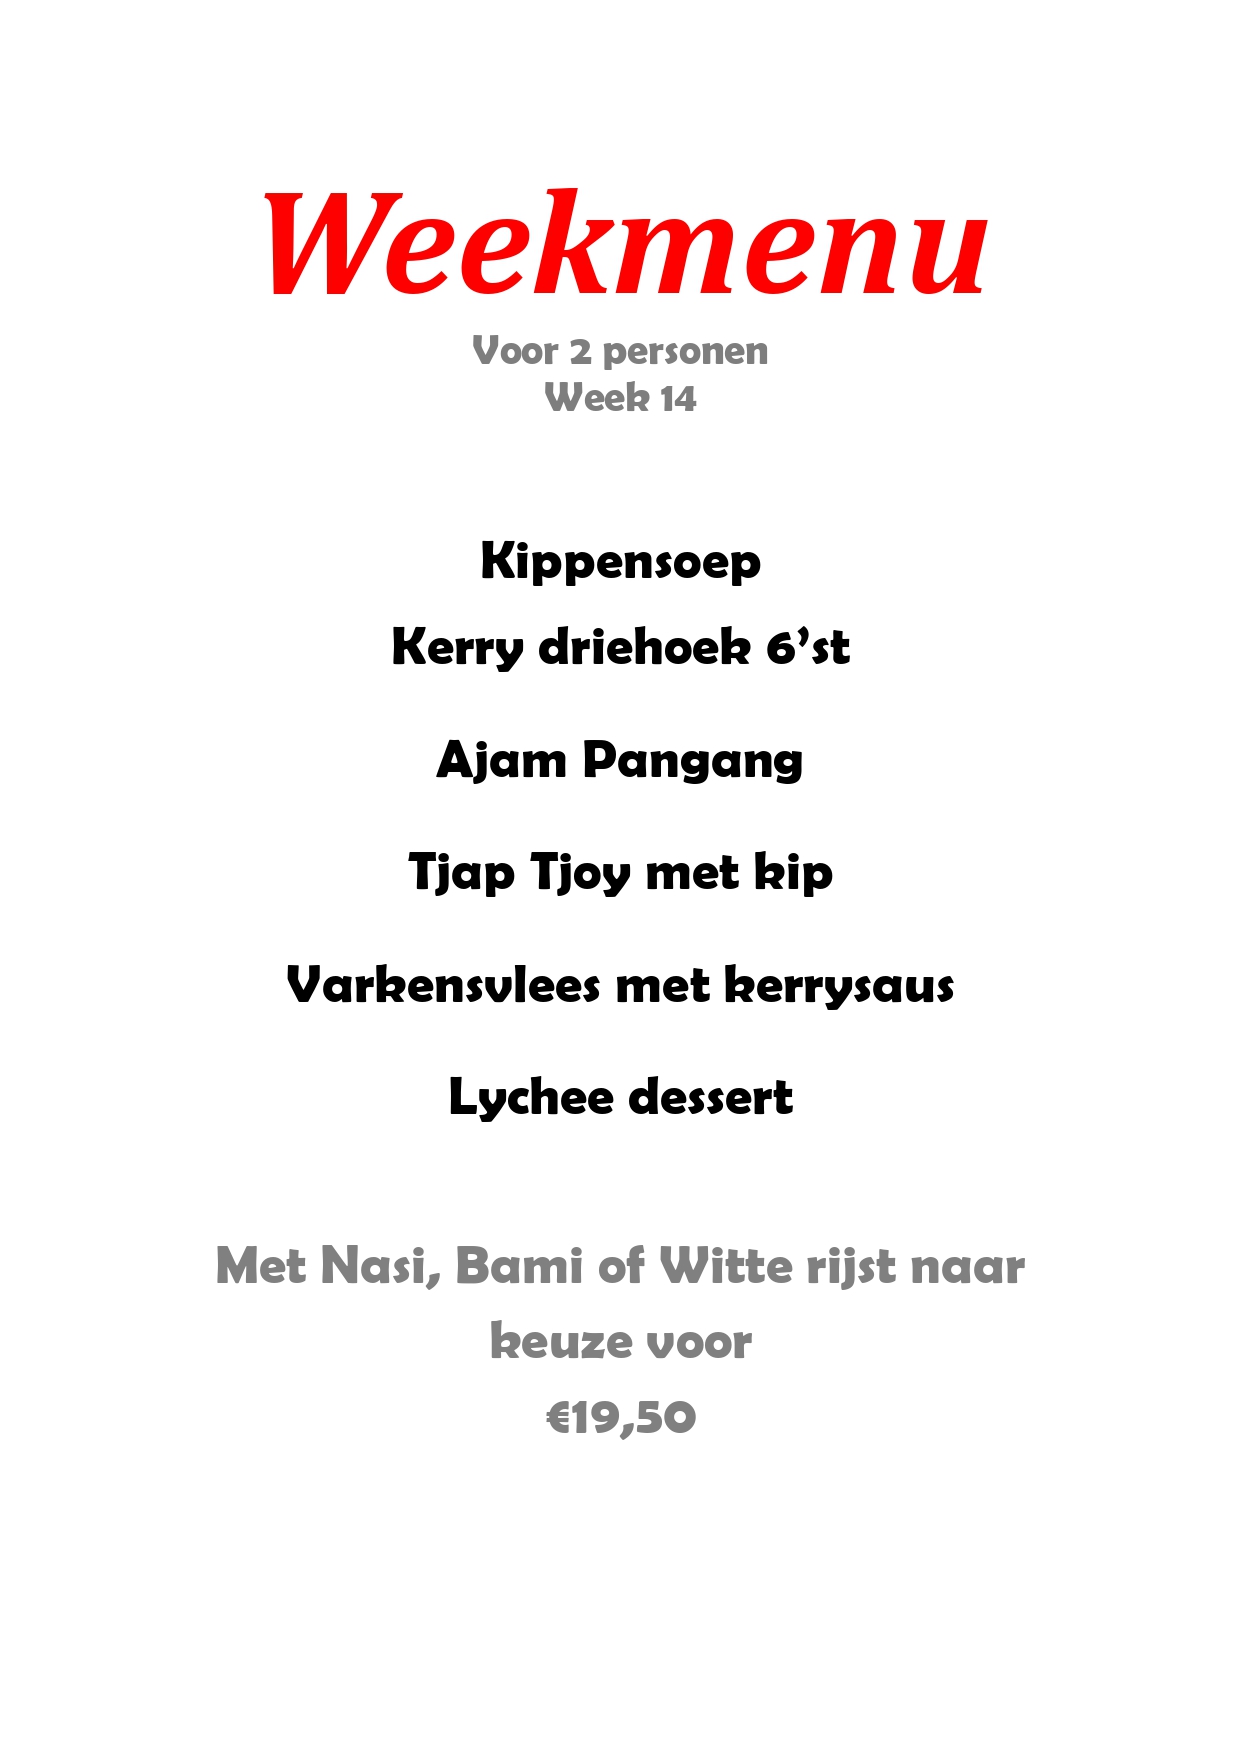 Weekmenu
Voor 2 personen
Week 14
Kippensoep
Kerry driehoek 6’st
Ajam Pangang
Tjap Tjoy met kip
Varkensvlees met kerrysaus
Lychee dessert
Met Nasi, Bami of Witte rijst naar
keuze voor
€19,50